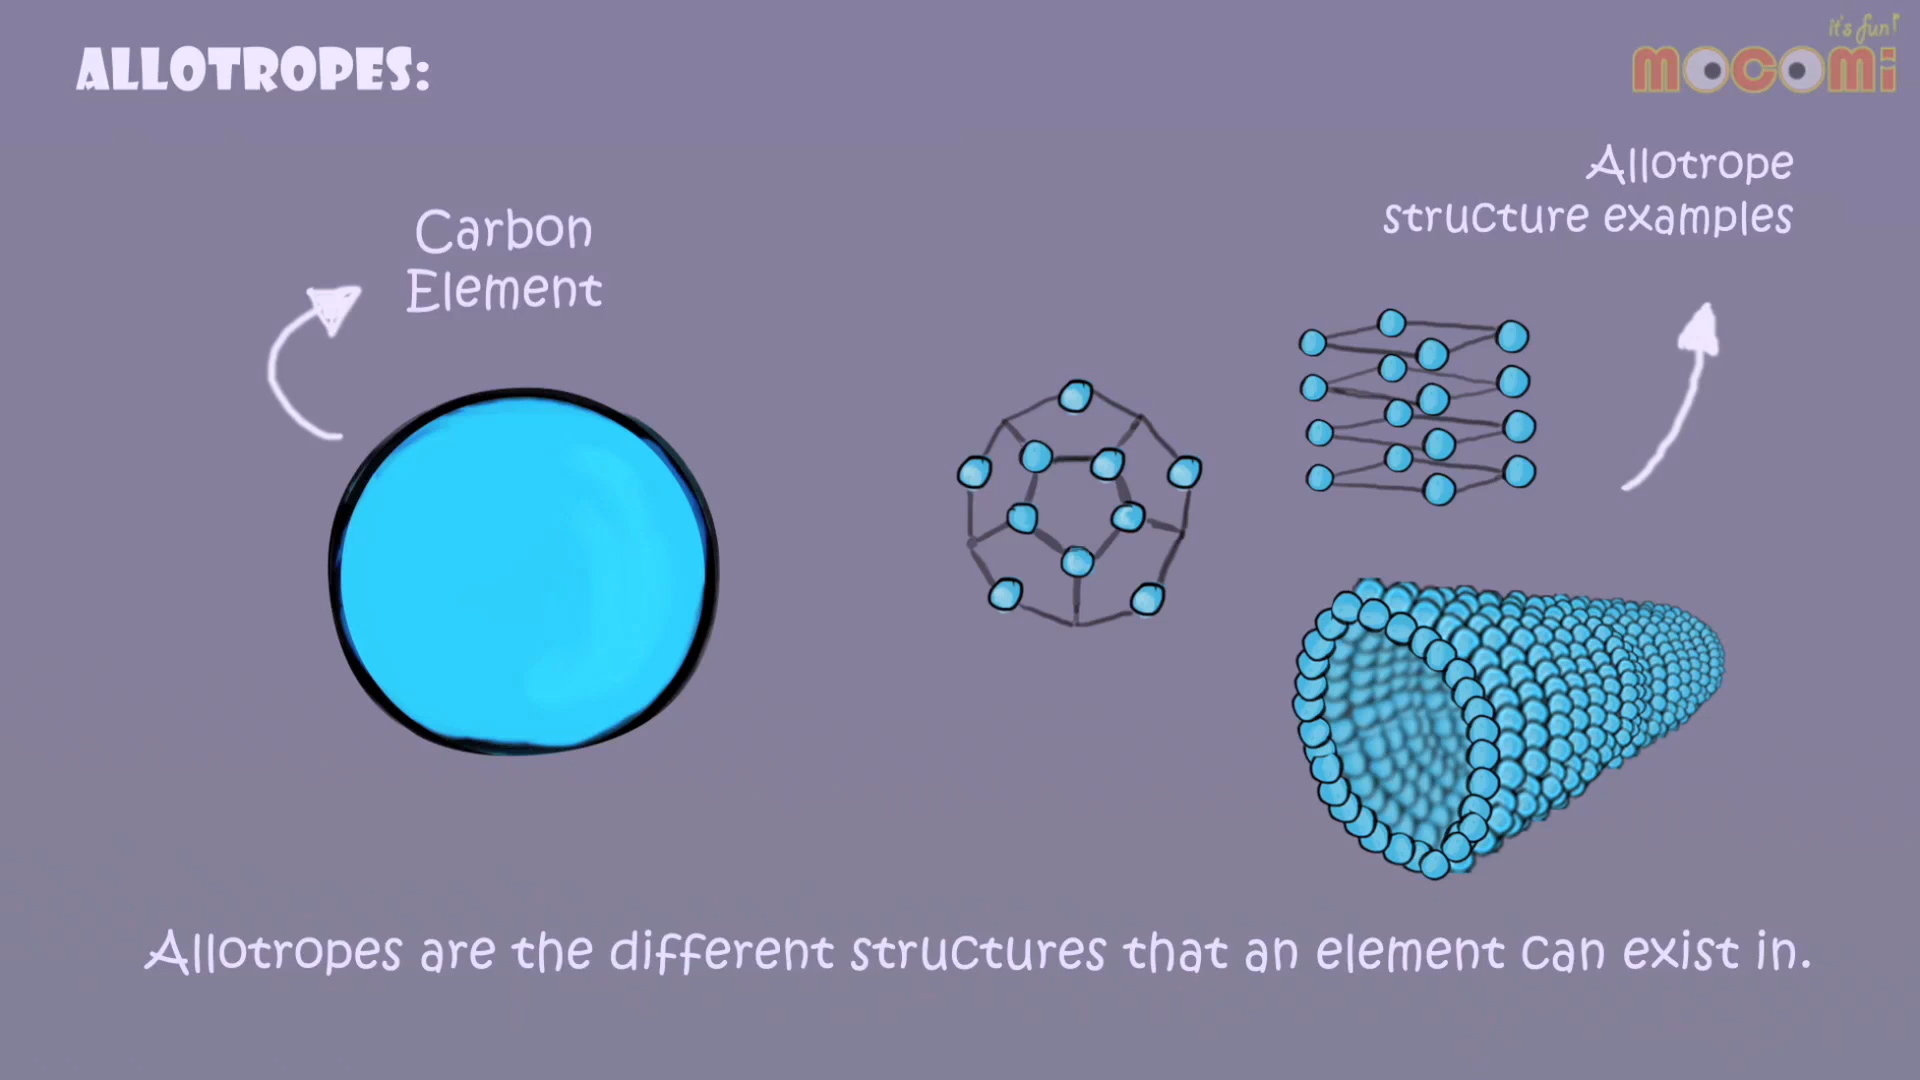 ALLOTROPES:
it's fun!
mocomi
Allotrope
structure examples
Carbon
Element
Allotropes are the different structures that an element can exist in.